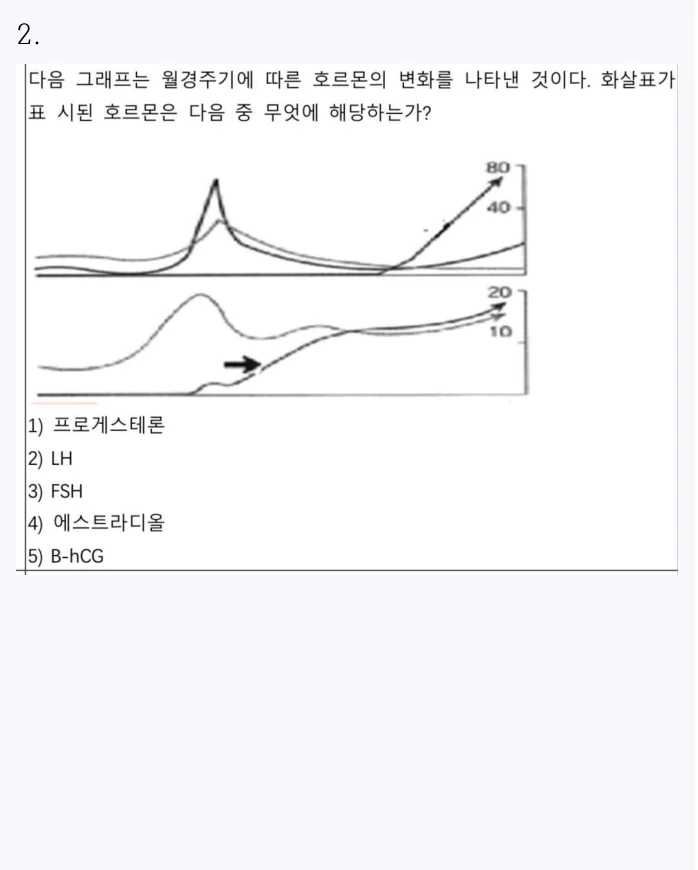 2.
다음 그래프는 월경주기에 따른 호르몬의 변화를 나타낸 것이다. 화살표가
표 시된 호르몬은 다음 중 무엇에 해당하는가?
80
40
20
10
1) 프로게스테론
2) LH
3) FSH
4) 에스트라디올
5) B-hCG